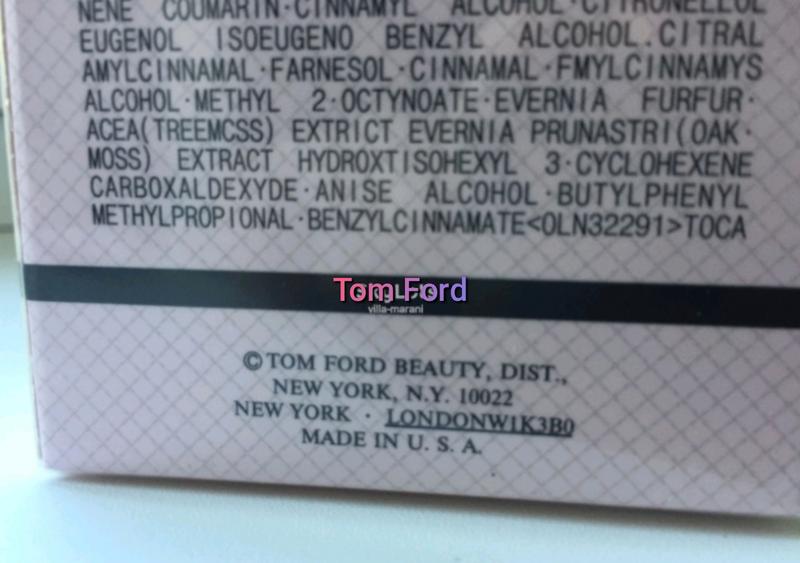 NENE COUMARIN·CINNAMYL ALCOHOL·CITRONELLOL
EUGENOL ISOEUGENO BENZYL ALCOHOL.CITRAL
AMYLCINNAMAL·FARNESOL·CINNAMAL·FMYLCINNAMYS
ALCOHOL·METHYL 2·OCTYNOATE·EVERNIA FURFUR·
ACEA(TREEMCSS) EXTRICT EVERNIA PRUNASTRI(OAK·
MOSS) EXTRACT HYDROXTISOHEXYL 3·CYCLOHEXENE
CARBOXALDEXYDE·ANISE ALCOHOL·BUTYLPHENYL
METHYLPROPIONAL·BENZYLCINNAMATE<OLN32291>TOCA
Tom Ford
villa-marani
©TOM FORD BEAUTY, DIST.,
NEW YORK, N.Y. 10022
NEW YORK · LONDONW1K3B0
MADE IN U. S. A.